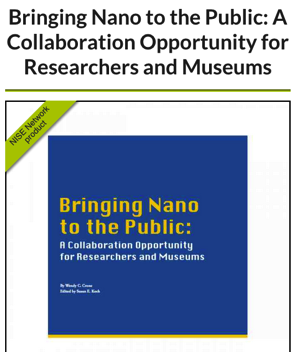 Bringing Nano to the Public: A
Collaboration Opportunity for
Researchers and Museums
NISE Network
product
Bringing Nano
to the Public:
A Collaboration Opportunity
for Researchers and Museums
By Wendy C. Crone
Edited by Susan E. Koch